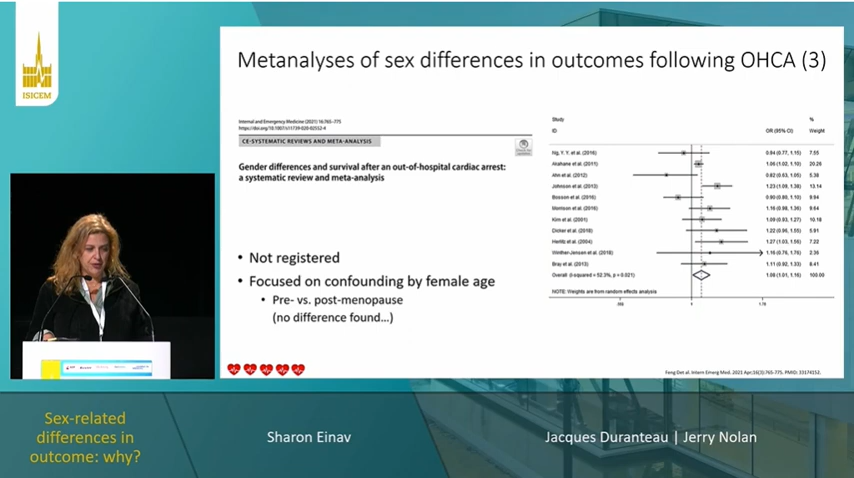 ISICEM
Metanalyses of sex differences in outcomes following OHCA (3)
Internal and Emergency Medicine (2021) 16:765–775
https://doi.org/10.1007/s11739-020-02552-4
CE-SYSTEMATIC REVIEWS AND META-ANALYSIS
Gender differences and survival after an out-of-hospital cardiac arrest:
a systematic review and meta-analysis
• Not registered
• Focused on confounding by female age
• Pre- vs. post-menopause
(no difference found…)
Study %
ID OR (95% CI) Weight
Ng, Y. Y. et al. (2016) (0.77, 1.15) 7.55
et al. (2011) 1.06 (1.02, 1.10) 20.26
Ahn et al. (2012) 0.82 (0.63, 1.05) 5.38
Johnson et al. (2013) 1.23 (1.09, 1.38) 13.14
Bosson et al. (2016) 0.90 (0.80, 1.10) 9.94
et al. (2016) 1.16 (0.98, 1.36) 9.64
Kim et al. (2001) 1.09 (0.93, 1.27) 10.18
Dicker et al. (2018) 1.22 (0.96, 1.55) 5.91
Herlitz et al. (2004) 1.27 (1.03, 1.56) 7.22
Winther-Jensen et al. (2018) 1.16 (0.76, 1.76) 2.36
Bray et al. (2013) 1.11 (0.92, 1.33) 8.41
Overall (I-squared = 52.3%, p = 0.021) 1.08 (1.01, 1.16) 100.00
NOTE: Weights are from random effects analysis
1
Intern Emerg Med. 2021 Apr;16(3):765-775. PMID: 33174152.
Sex-related
differences in
outcome: why?
Sharon Einav
Jacques Duranteau | Jerry Nolan